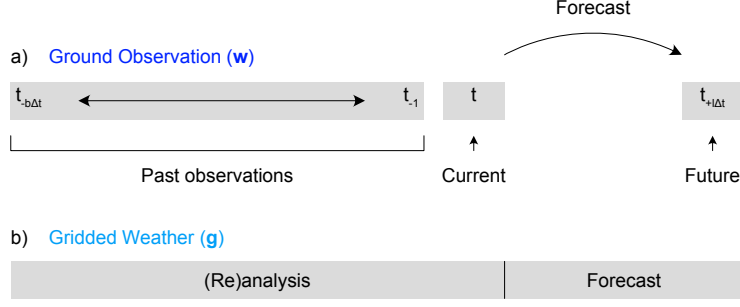 Forecast
a) Ground Observation (w)
t-bΔt t-1 t t+lΔt
Past observations Current Future
b) Gridded Weather (g)
(Re)analysis Forecast